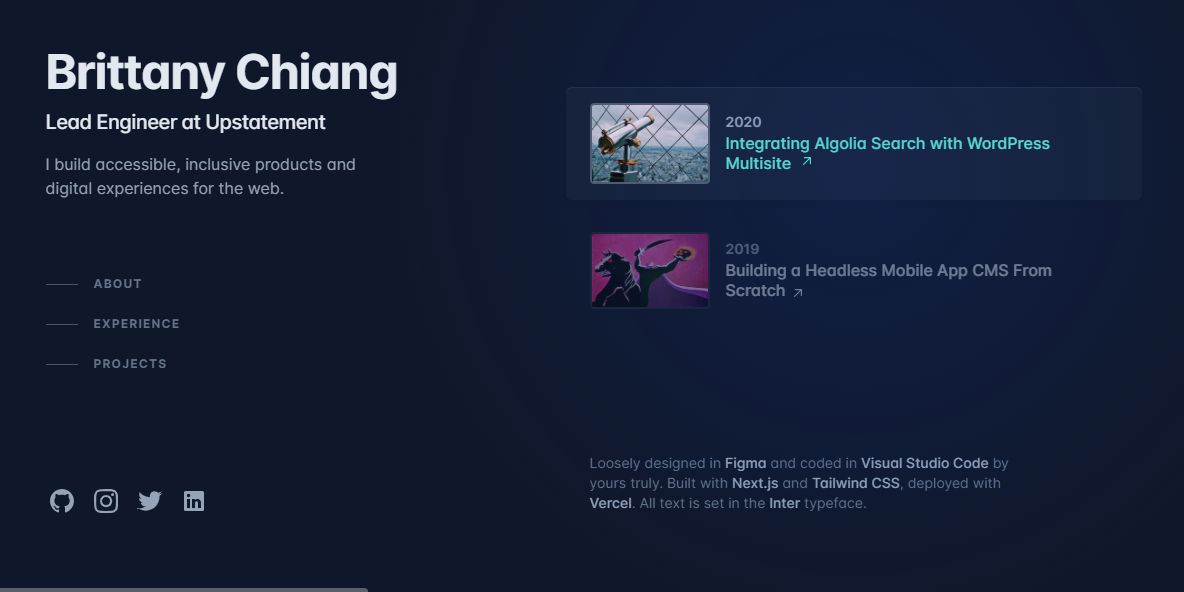 Brittany Chiang
Lead Engineer at Upstatement
I build accessible, inclusive products and
digital experiences for the web.
ABOUT
EXPERIENCE
PROJECTS
2020
Integrating Algolia Search with WordPress
Multisite
2019
Building a Headless Mobile App CMS From
Scratch
Loosely designed in Figma and coded in Visual Studio Code by
yours truly. Built with Next.js and Tailwind CSS, deployed with
Vercel. All text is set in the Inter typeface.